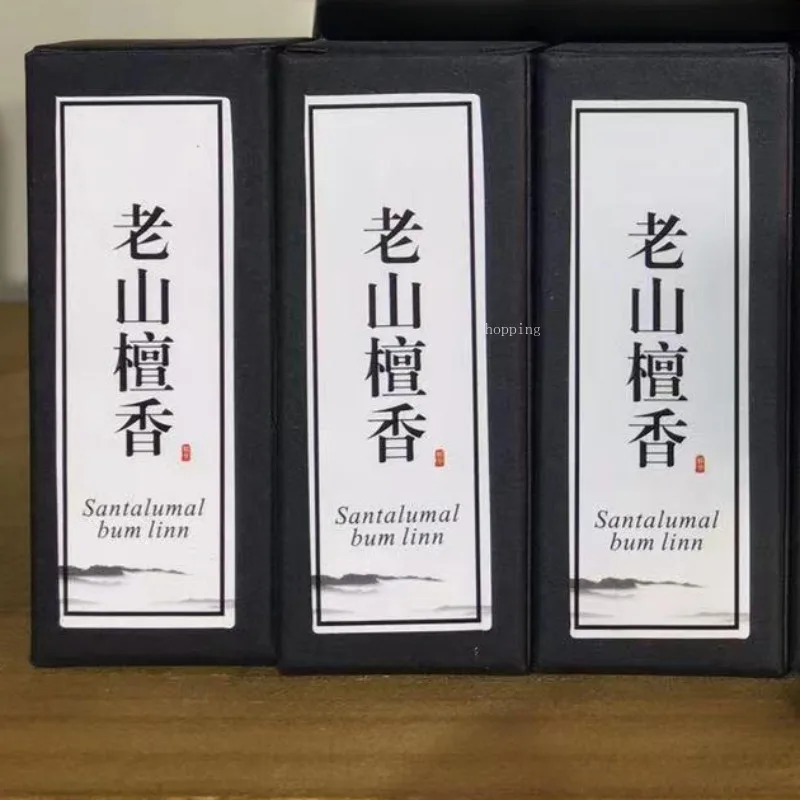 老山檀香
Santalumal
bum linn
老山檀香
Santalumal
bum linn
hopping
老山檀香
Santalumal
bum linn